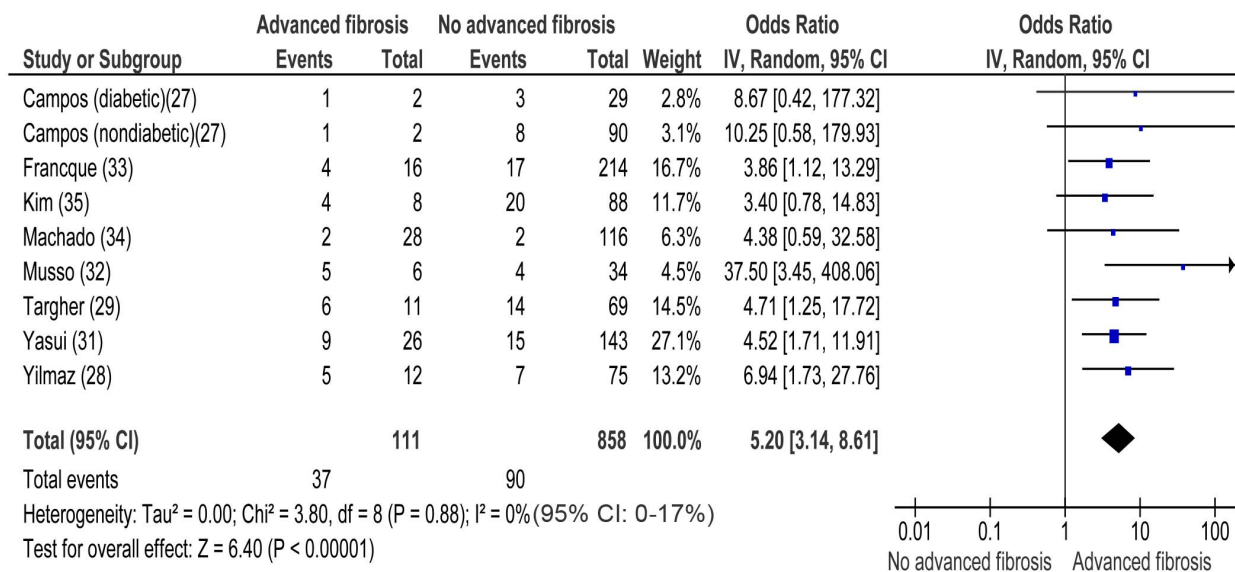 Advanced fibrosis No advanced fibrosis Odds Ratio Odds Ratio
Study or Subgroup Events Total Events Total Weight IV, Random, 95% CI IV, Random, 95% CI
Campos (diabetic)(27) 1 2 3 29 2.8% 8.67 [0.42, 177.32]
Campos (nondiabetic)(27) 1 2 8 90 3.1% 10.25 [0.58, 179.93]
Francque (33) 4 16 17 214 16.7% 3.86 [1.12, 13.29]
Kim (35) 4 8 20 88 11.7% 3.40 [0.78, 14.83]
Machado (34) 2 28 2 116 6.3% 4.38 [0.59, 32.58]
Musso (32) 5 6 4 34 4.5% 37.50 [3.45, 408.06]
Targher (29) 6 11 14 69 14.5% 4.71 [1.25, 17.72]
Yasui (31) 9 26 15 143 27.1% 4.52 [1.71, 11.91]
Yilmaz (28) 5 12 7 75 13.2% 6.94 [1.73, 27.76]
Total (95% CI) 111 858 100.0% 5.20 [3.14, 8.61]
Total events 37 90
Heterogeneity: Tau² = 0.00; Chi² = 3.80, df = 8 (P = 0.88); I² = 0% (95% CI: 0-17%)
Test for overall effect: Z = 6.40 (P < 0.00001)
0.01 0.1 1 10 100
No advanced fibrosis Advanced fibrosis